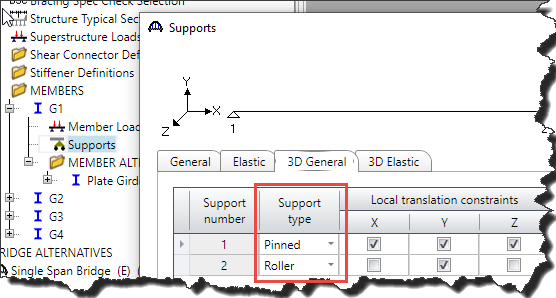 Bracing Spec Check Selection
Structure Typical Sec
Superstructure Loads
Shear Connector Def
Stiffener Definitions
MEMBERS
G1
Member Load
Supports
MEMBER ALT
Plate Gird
G2
G3
G4
RIDGE ALTERNATIVES
Single Span Bridge (E) (
Supports
Y
X
Z
1
General
Elastic
3D General
3D Elastic
Support number
Support type
Local translation constraints
X
Y
Z
1
Pinned
2
Roller